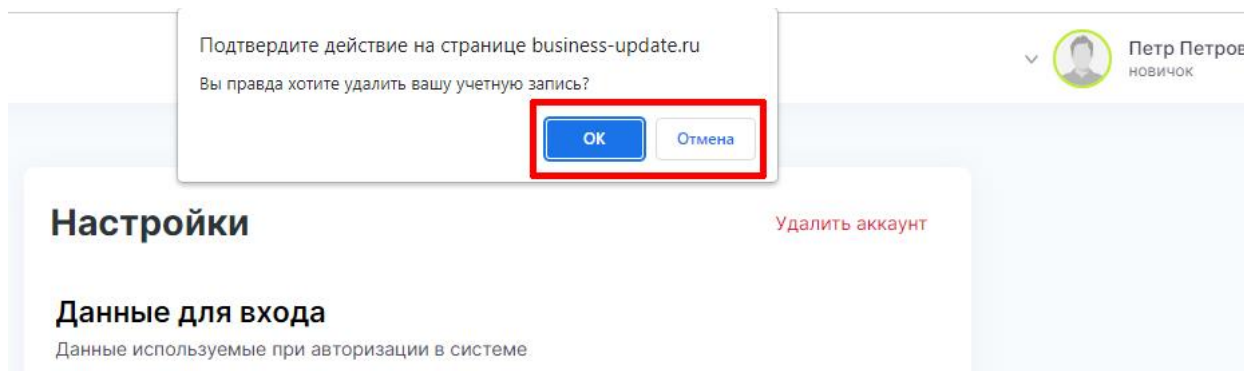 Подтвердите действие на странице business-update.ru
Вы правда хотите удалить вашу учетную запись?
ОК
Отмена
Петр Петров
новичок
Настройки
Удалить аккаунт
Данные для входа
Данные используемые при авторизации в системе